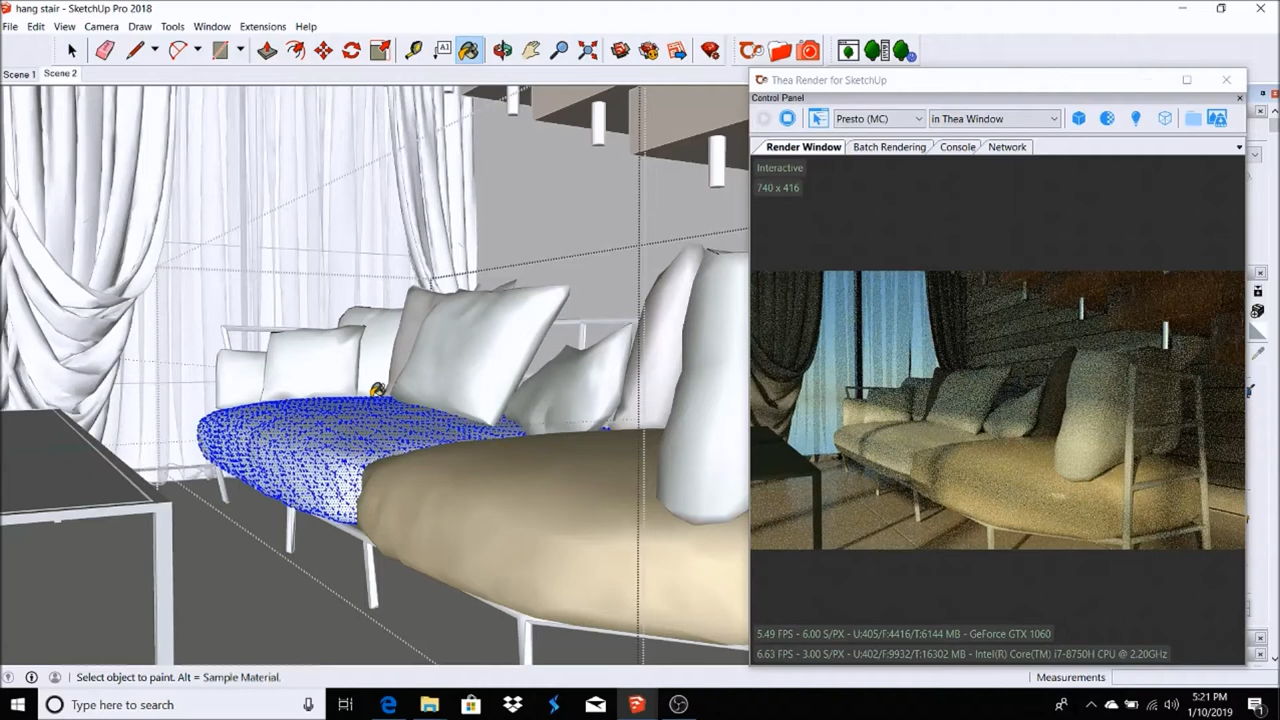 hang stair - SketchUp Pro 2018
File Edit View Camera Draw Tools Window Extensions Help
A1
Scene 1 Scene 2
Thea Render for SketchUp
Control Panel
Presto (MC) in Thea Window
Render Window Batch Rendering Console Network
Interactive
740 x 416
5.49 FPS - 6.00 S/PX - U:405/F:4416/T:6144 MB - GeForce GTX 1060
6.63 FPS - 3.00 S/PX - U:402/F:9932/T:16302 MB - Intel(R) Core(TM) i7-8750H CPU @ 2.20GHz
Select object to paint. Alt = Sample Material.
Measurements
Type here to search
5:21 PM
1/10/2019